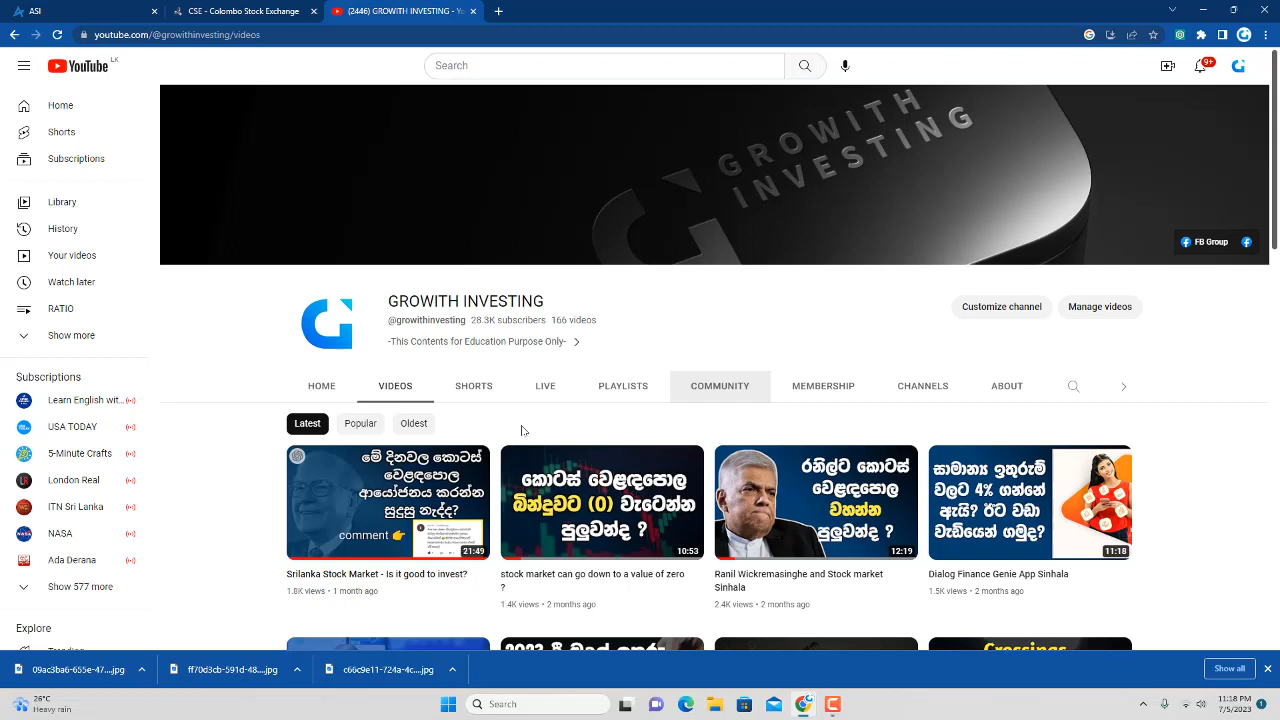 ASI
CSE - Colombo Stock Exchange
(2446) GROWITH INVESTING - Yo
youtube.com/@growithinvesting/videos
YouTube LK
Search
9+
Home
Shorts
Subscriptions
Library
History
Your videos
Watch later
RATIO
Show more
Subscriptions
Learn English wit...
USA TODAY
5-Minute Crafts
London Real
ITN Sri Lanka
NASA
Ada Derana
Show 577 more
Explore
GROWITH
INVESTING
FB Group
GROWITH INVESTING
@growithinvesting 28.3K subscribers 166 videos
-This Contents for Education Purpose Only-
Customize channel
Manage videos
HOME
VIDEOS
SHORTS
LIVE
PLAYLISTS
COMMUNITY
MEMBERSHIP
CHANNELS
ABOUT
Latest
Popular
Oldest
මේ දිනවල කොටස්
වෙළඳපොල
ආයෝජනය කරන්න
සුදුසු නැද්ද?
comment
21:49
Srilanka Stock Market - Is it good to invest?
1.8K views • 1 month ago
කොටස් වෙළඳපොල
බින්දුවට (0) වැටෙන්න
පුලුවන්ද ?
10:53
stock market can go down to a value of zero
?
1.4K views • 2 months ago
රනිල්ට කොටස්
වෙළඳපොල
වහන්න
පුලුවන්ද ?
12:19
Ranil Wickremasinghe and Stock market
Sinhala
2.4K views • 2 months ago
සාමාන්‍ය ඉතුරුම්
වලට 4% ගන්නේ
ඇයි? ඊට වඩා
වැඩියෙන් ගමුද?
11:18
Dialog Finance Genie App Sinhala
1.5K views • 2 months ago
Crossings
09ac3ba6-655e-47....jpg
ff70d3cb-591d-48....jpg
c66c9e11-724-4c....jpg
Show all
26°C
Heavy rain
Search
11:18 PM
7/5/2023